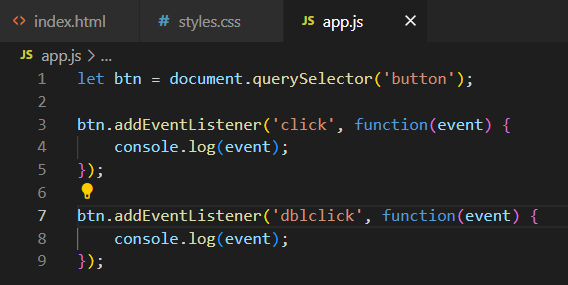 <> index.html # styles.css JS app.js ×
JS app.js > ...
1 let btn = document.querySelector('button');
2
3 btn.addEventListener('click', function(event) {
4     console.log(event);
5 });
6
7 btn.addEventListener('dblclick', function(event) {
8     console.log(event);
9 });